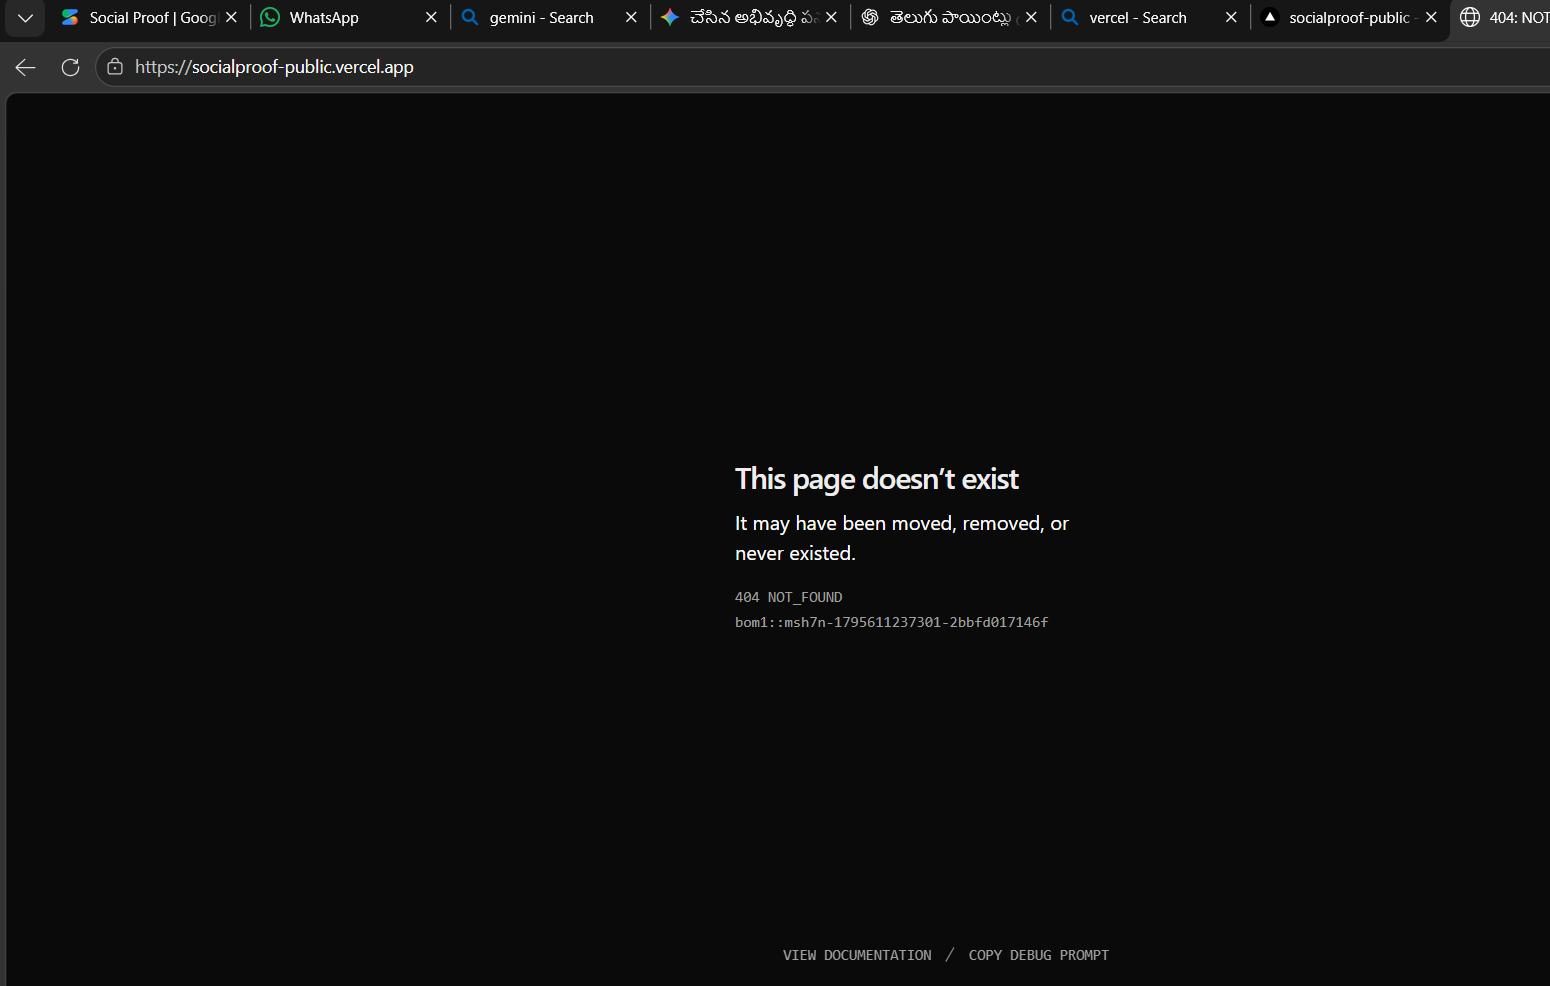 Social Proof | Goog
WhatsApp
gemini - Search
చేసిన అభివృద్ధి
తెలుగు పాయింట్లు
vercel - Search
socialproof-public -
404: NOT
https://socialproof-public.vercel.app
This page doesn’t exist
It may have been moved, removed, or
never existed.
404 NOT_FOUND
bom1::msh7n-1795611237301-2bbfd017146f
VIEW DOCUMENTATION / COPY DEBUG PROMPT